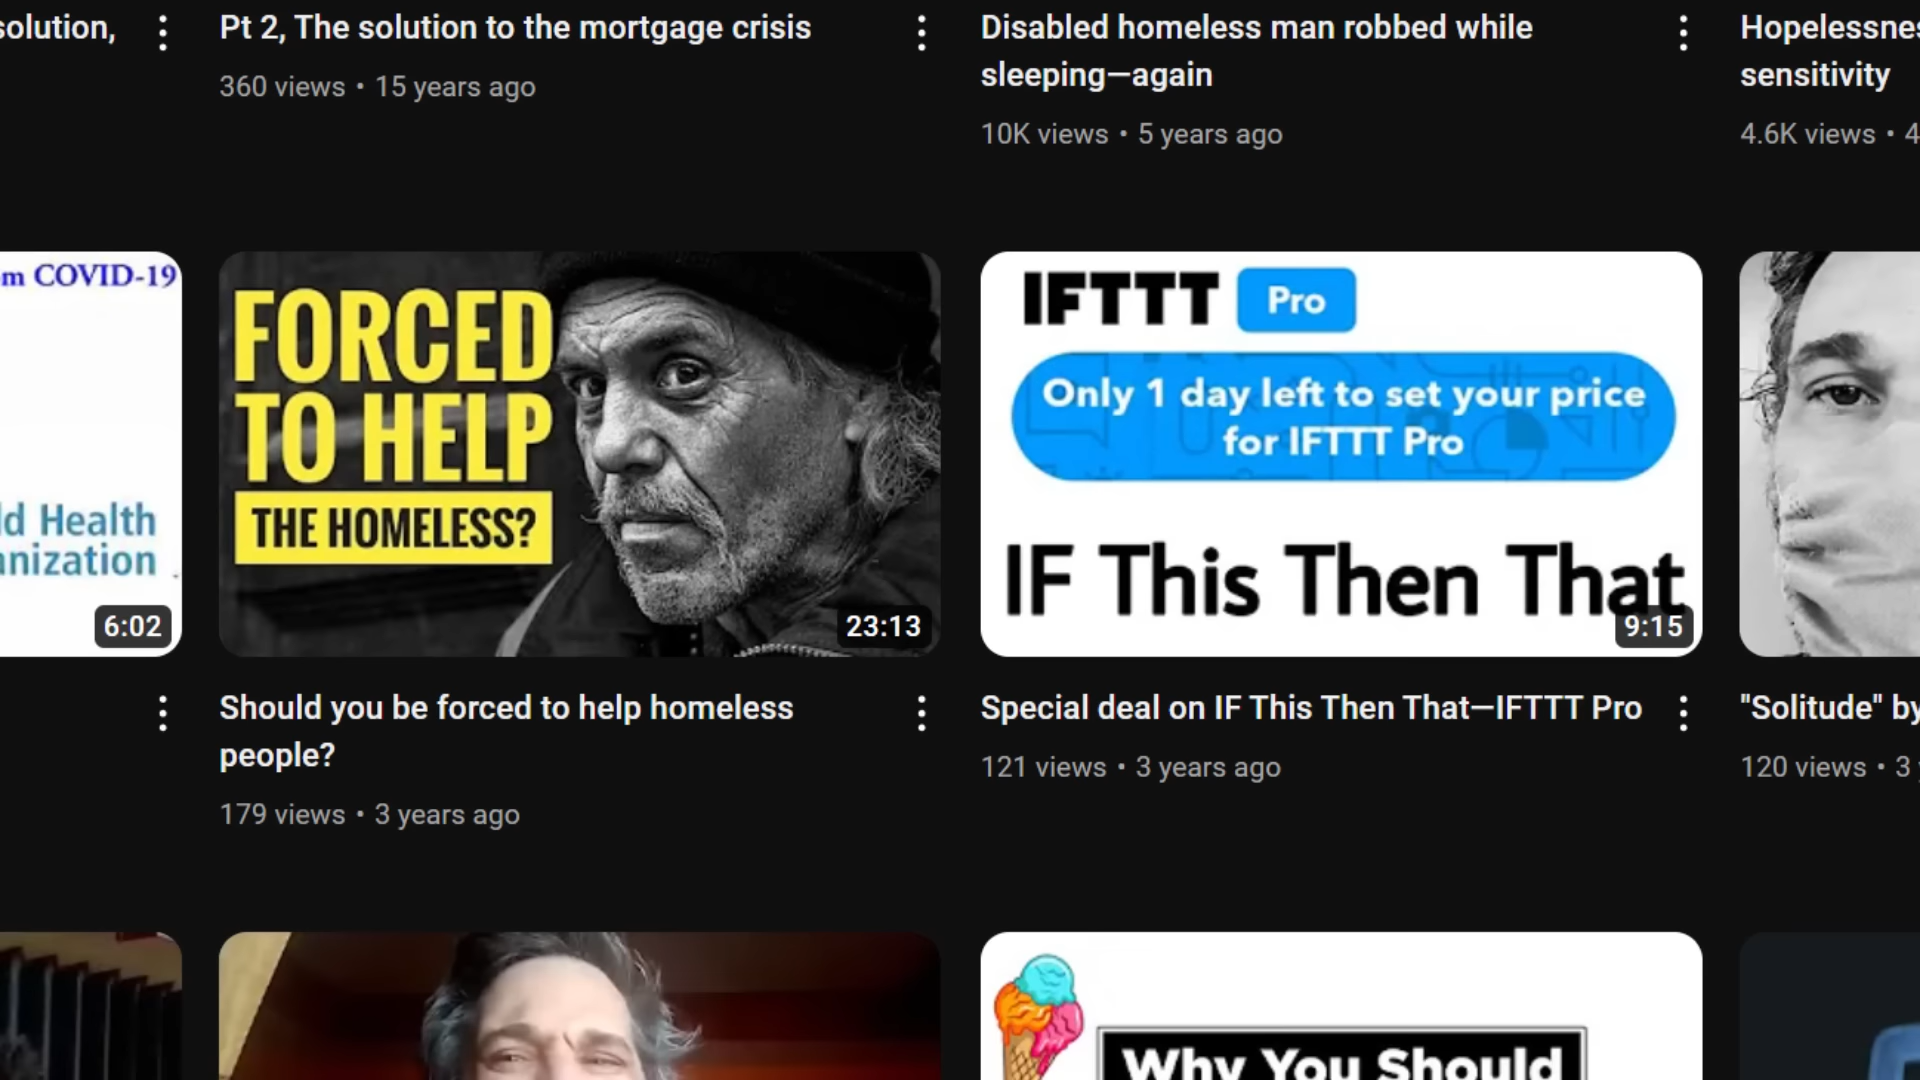 solution,
Pt 2, The solution to the mortgage crisis
360 views • 15 years ago
Disabled homeless man robbed while
sleeping—again
10K views • 5 years ago
sensitivity
4.6K views • 4
m COVID-19
d Health
anization
6:02
FORCED
TO HELP
THE HOMELESS?
23:13
IFTTT Pro
Only 1 day left to set your price
for IFTTT Pro
IF This Then That
9:15
Should you be forced to help homeless
people?
179 views • 3 years ago
Special deal on IF This Then That—IFTTT Pro
121 views • 3 years ago
"Solitude" by
120 views • 3
Why You Should